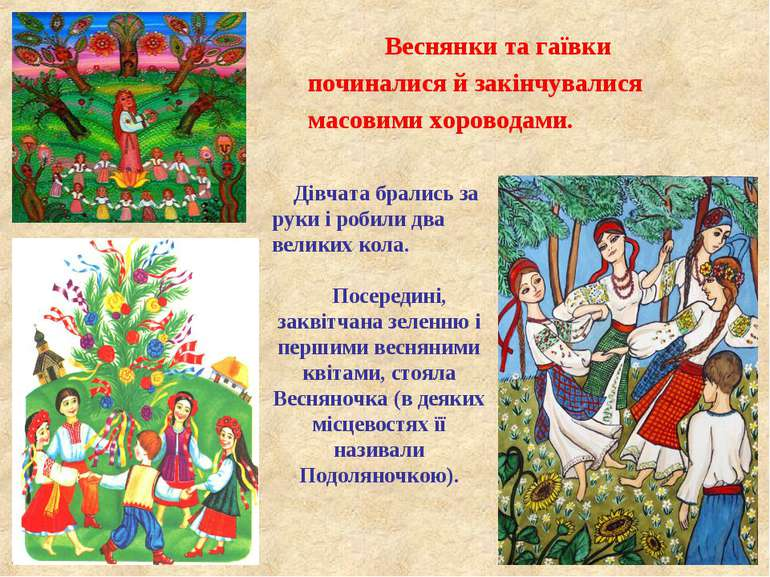 Веснянки та гаївки
починалися й закінчувалися
масовими хороводами.
Дівчата брались за
руки і робили два
великих кола.
Посередині,
заквітчана зеленню і
першими весняними
квітами, стояла
Весняночка (в деяких
місцевостях її
називали
Подоляночкою).